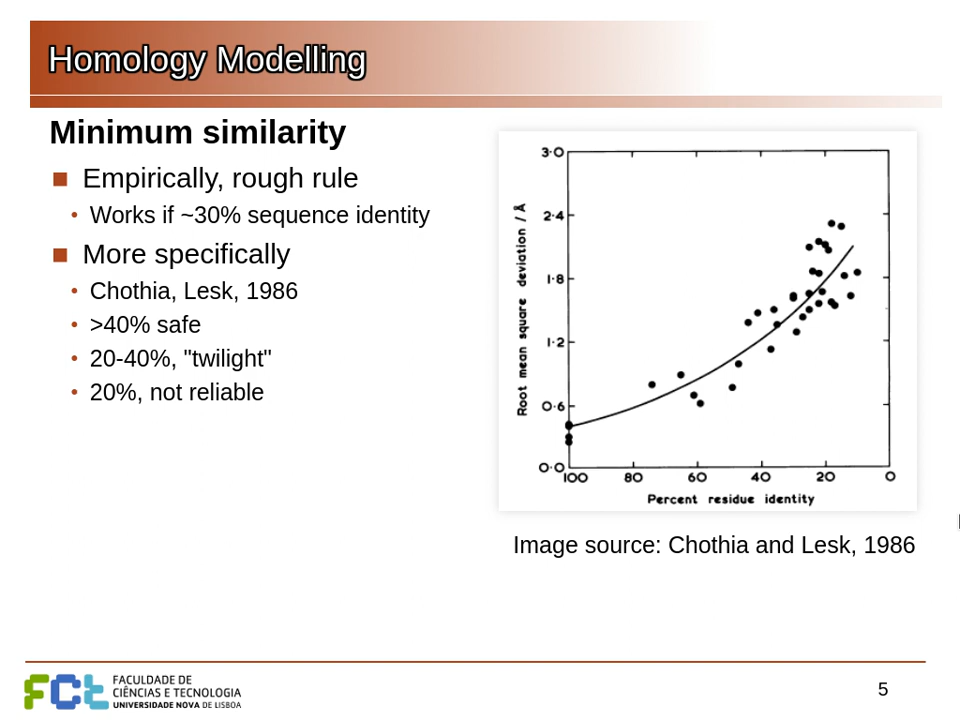 Homology Modelling
Minimum similarity
Empirically, rough rule
Works if ~30% sequence identity
More specifically
Chothia, Lesk, 1986
>40% safe
20-40%, "twilight"
20%, not reliable
3·0
2·4
1·8
1·2
0·6
0·0
Root mean square deviation / Å
100 80 60 40 20 0
Percent residue identity
Image source: Chothia and Lesk, 1986
FCt
FACULDADE DE
CIÊNCIAS E TECNOLOGIA
UNIVERSIDADE NOVA DE LISBOA
5